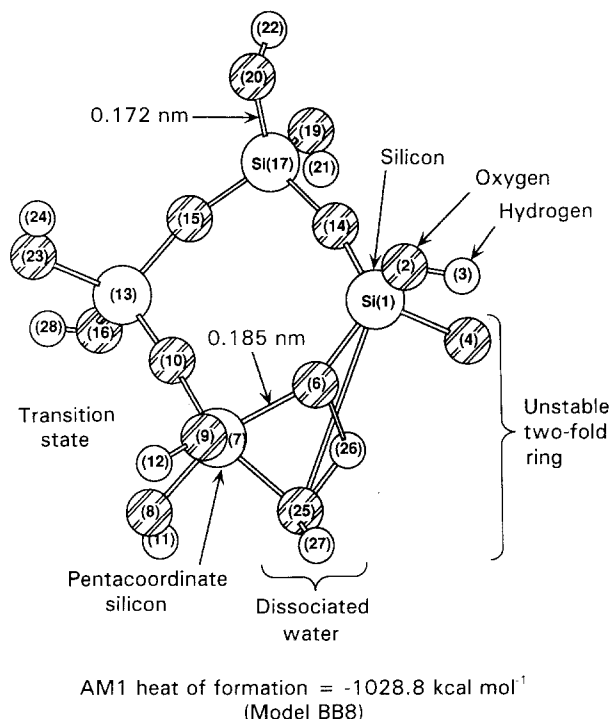 (22)
(20)
0.172 nm
(19)
Si(17)
(21)
Silicon
Oxygen
Hydrogen
(24)
(15)
(14)
(23)
(2)
(3)
(13)
Si(1)
(28)
(16)
(4)
0.185 nm
(10)
(6)
Transition
state
Unstable
two-fold
ring
(9)
(7)
(12)
(26)
(8)
(25)
(11)
(27)
Pentacoordinate
silicon
Dissociated
water
AM1 heat of formation = -1028.8 kcal mol⁻¹
(Model BB8)